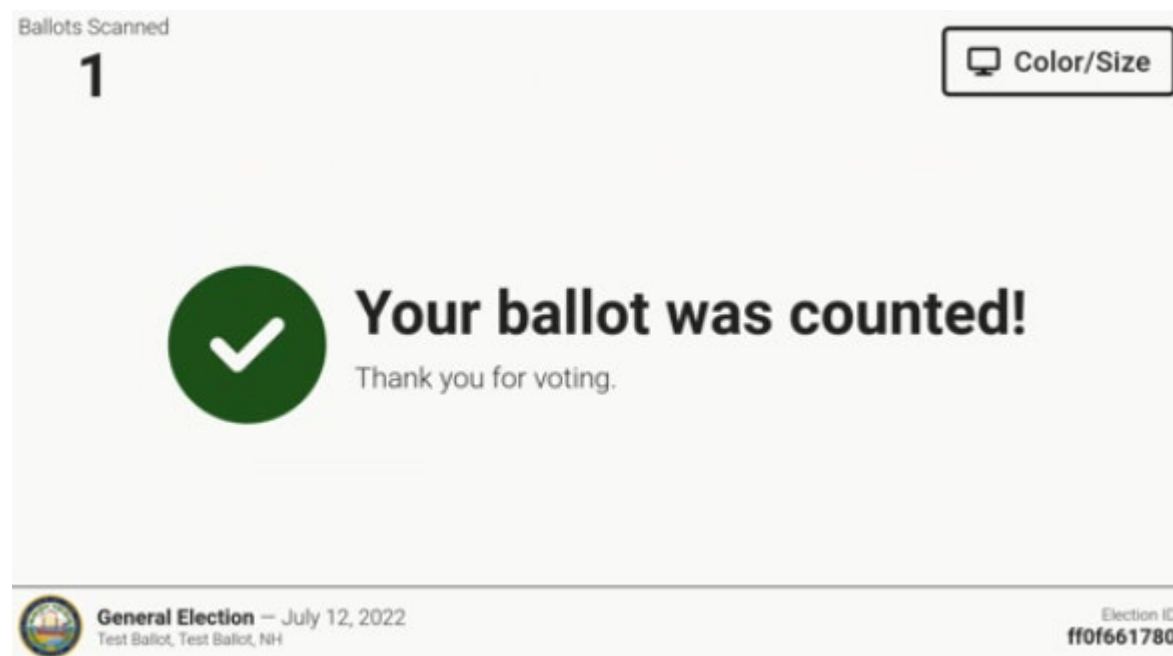 Ballots Scanned
1
Color/Size
Your ballot was counted!
Thank you for voting.
General Election — July 12, 2022
Test Ballot, Test Ballot, NH
Election ID
ff0f661780